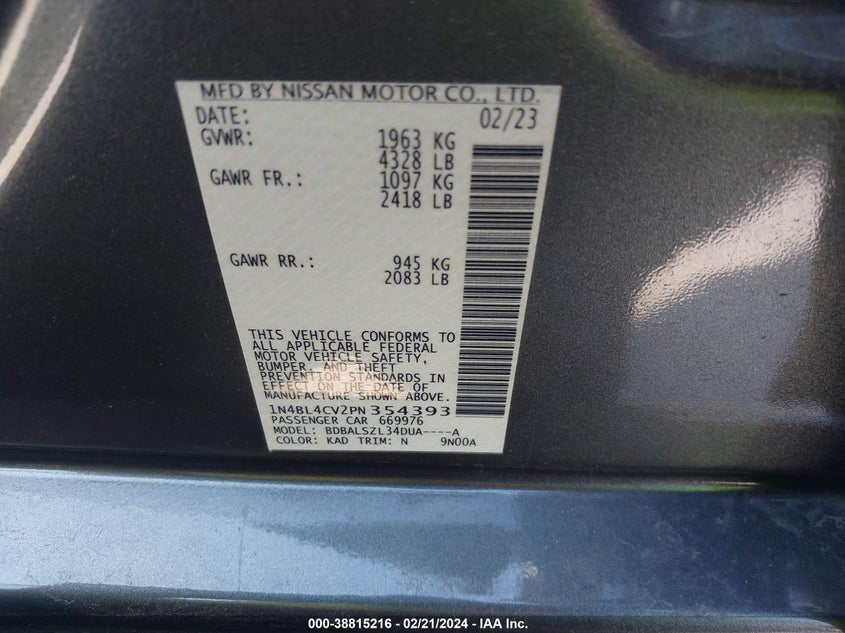 MFD BY NISSAN MOTOR CO., LTD.
DATE: 02/23
GVWR: 1963 KG
4328 LB
GAWR FR.: 1097 KG
2418 LB
GAWR RR.: 945 KG
2083 LB
THIS VEHICLE CONFORMS TO
ALL APPLICABLE FEDERAL
MOTOR VEHICLE SAFETY,
BUMPER, AND THEFT
PREVENTION STANDARDS IN
EFFECT ON THE DATE OF
MANUFACTURE SHOWN ABOVE.
1N4BL4CV2PN354393
PASSENGER CAR 669976
MODEL: BDBALSZL34DUA----A
COLOR: KAD TRIM: N 9N00A
000-38815216 - 02/21/2024 - IAA Inc.